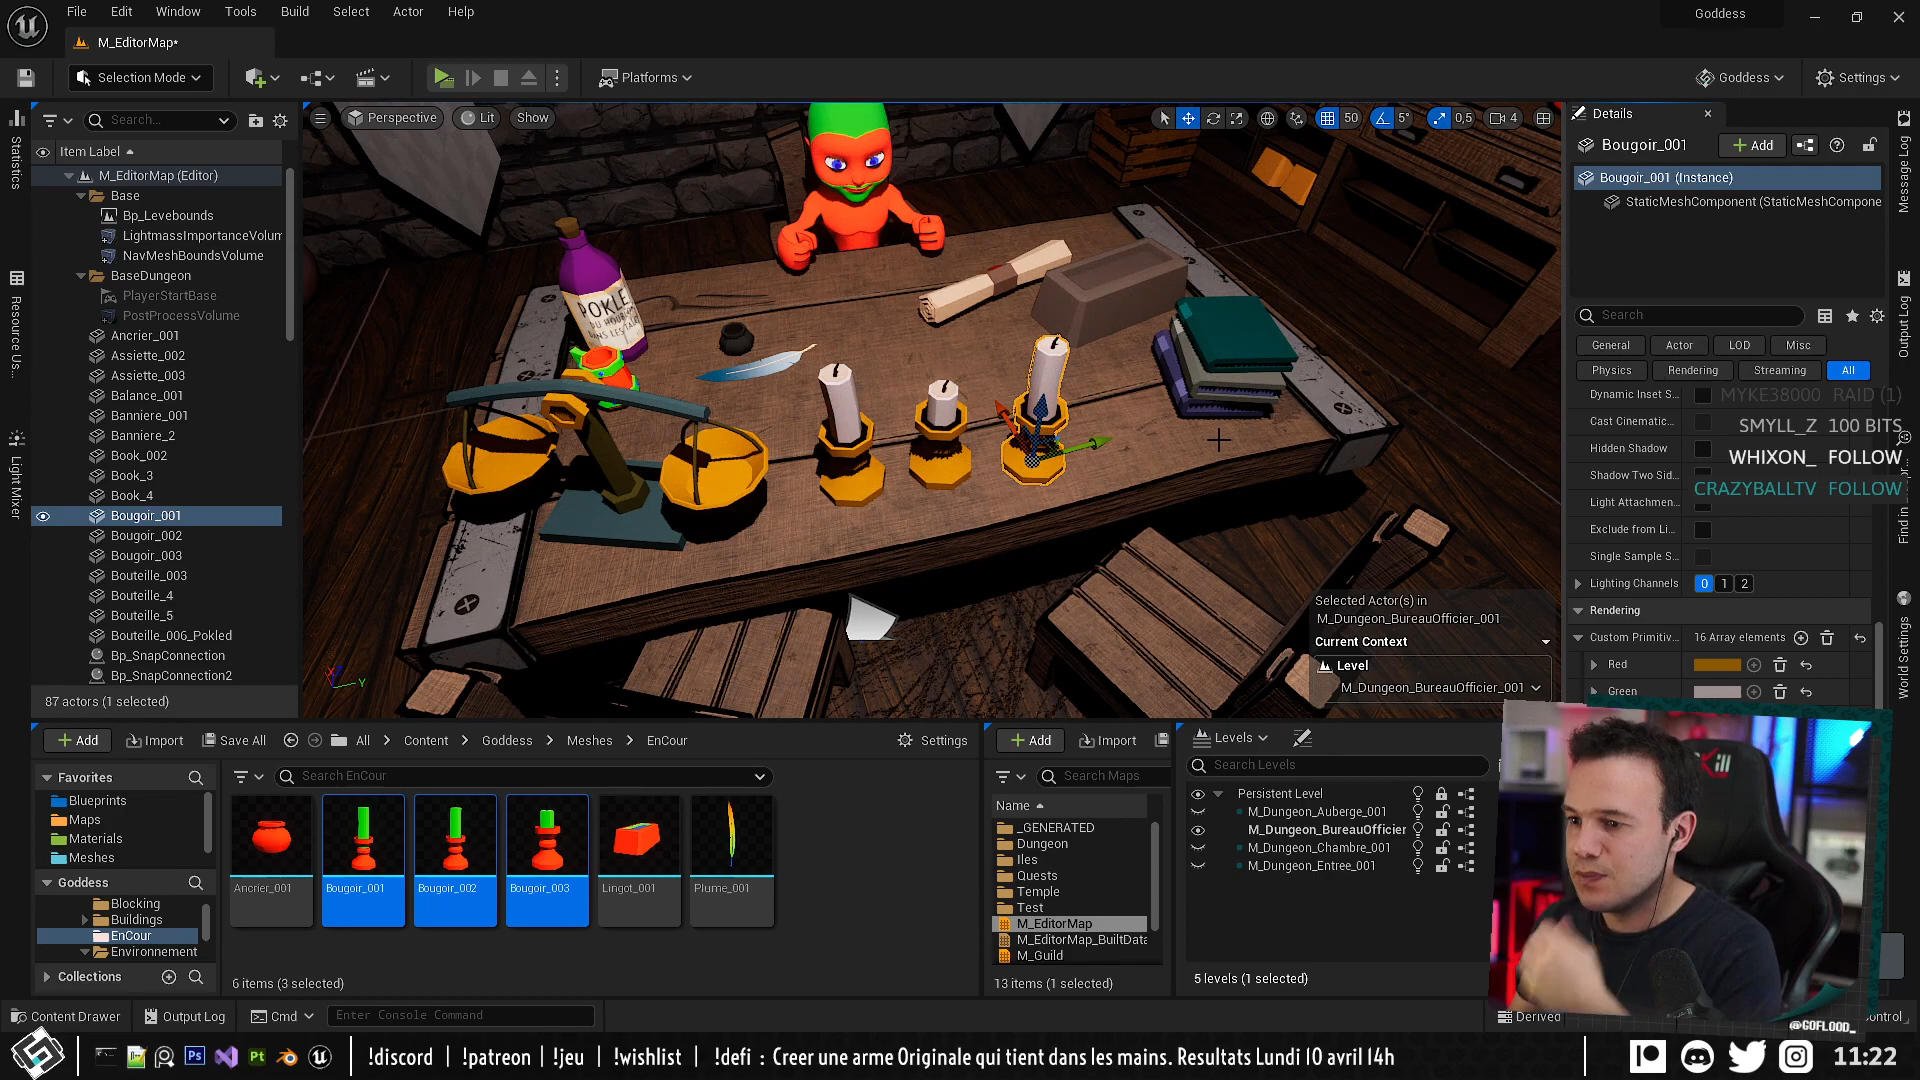 File Edit Window Tools Build Select Actor Help
Goddess
M_EditorMap*
Selection Mode
Platforms
Goddess
Settings
Search...
Item Label
M_EditorMap (Editor)
Base
Bp_Levebounds
LightmassImportanceVolum
NavMeshBoundsVolume
BaseDungeon
PlayerStartBase
PostProcessVolume
Ancrier_001
Assiette_002
Assiette_003
Balance_001
Banniere_001
Banniere_2
Book_002
Book_3
Book_4
Bougoir_001
Bougoir_002
Bougoir_003
Bouteille_003
Bouteille_4
Bouteille_5
Bouteille_006_Pokled
Bp_SnapConnection
Bp_SnapConnection2
87 actors (1 selected)
Statistics
Resource Us...
Light Mixer
Perspective
Lit
Show
50
5°
0,5
4
POKLE
DU HOUBLON
DANS LES TAL
X
Z
Y
Selected Actor(s) in
M_Dungeon_BureauOfficier_001
Current Context
Level
M_Dungeon_BureauOfficier_001
Details
Bougoir_001
Add
Bougoir_001 (Instance)
StaticMeshComponent (StaticMeshCompone
Search
General Actor LOD Misc
Physics Rendering Streaming All
Dynamic Inset S...
Cast Cinematic...
Hidden Shadow
Shadow Two Sid...
Light Attachmen...
Exclude from Li...
Single Sample S...
Lighting Channels 0 1 2
Rendering
Custom Primitiv... 16 Array elements
Red
Green
MYKE38000 RAID (1)
SMYLL_Z 100 BITS
WHIXON_ FOLLOW
CRAZYBALLTV FOLLOW
Message Log
Output Log
Find in
World Settings
Add
Import
Save All
All
Content
Goddess
Meshes
EnCour
Settings
Favorites
Blueprints
Maps
Materials
Meshes
Goddess
Blocking
Buildings
EnCour
Environnement
Collections
Search EnCour
Ancrier_001
Bougoir_001
Bougoir_002
Bougoir_003
Lingot_001
Plume_001
6 items (3 selected)
Add
Import
Search Maps
Name
_GENERATED
Dungeon
Iles
Quests
Temple
Test
M_EditorMap
M_EditorMap_BuiltData
M_Guild
13 items (1 selected)
Levels
Search Levels
Persistent Level
M_Dungeon_Auberge_001
M_Dungeon_BureauOfficier
M_Dungeon_Chambre_001
M_Dungeon_Entree_001
5 levels (1 selected)
Content Drawer
Output Log
Cmd
Enter Console Command
Derived
ontrol
@GOFLOOD_
Ps
Pt
!discord | !patreon | !jeu | !wishlist | !defi : Creer une arme Originale qui tient dans les mains. Resultats Lundi 10 avril 14h
11:22